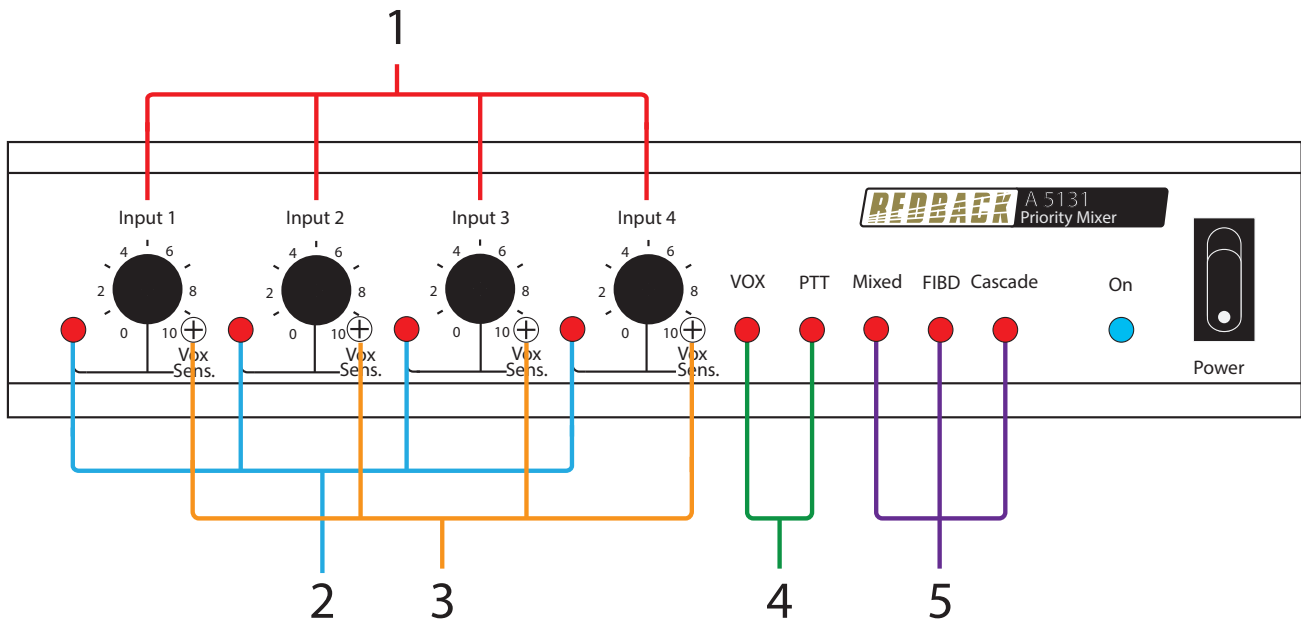 1
Input 1
Input 2
Input 3
Input 4
REDBACK
A 5131
Priority Mixer
4 6
4 6
4 6
4 6
2 8
2 8
2 8
2 8
0 10
0 10
0 10
0 10
Vox
Sens.
Vox
Sens.
Vox
Sens.
Vox
Sens.
VOX
PTT
Mixed
FIBD
Cascade
On
Power
2
3
4
5